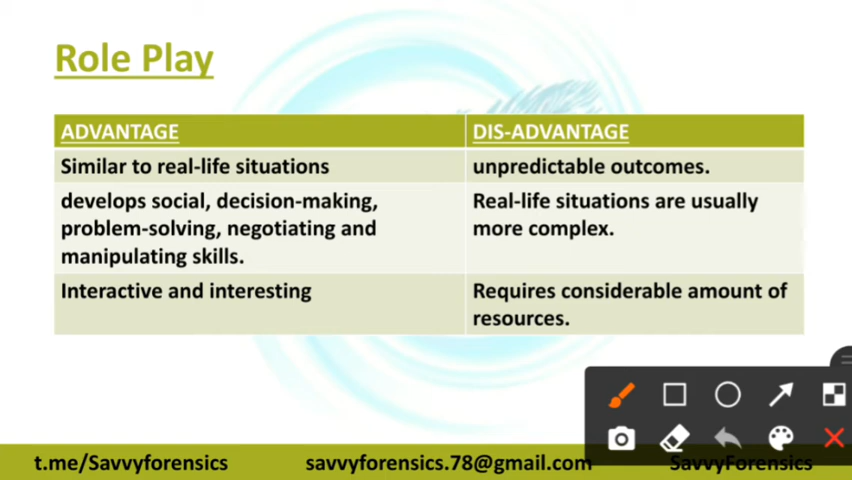 Role Play
ADVANTAGE
DIS-ADVANTAGE
Similar to real-life situations
unpredictable outcomes.
develops social, decision-making,
problem-solving, negotiating and
manipulating skills.
Real-life situations are usually
more complex.
Interactive and interesting
Requires considerable amount of
resources.
t.me/Savvyforensics
savvyforensics.78@gmail.com
SavvyForensics